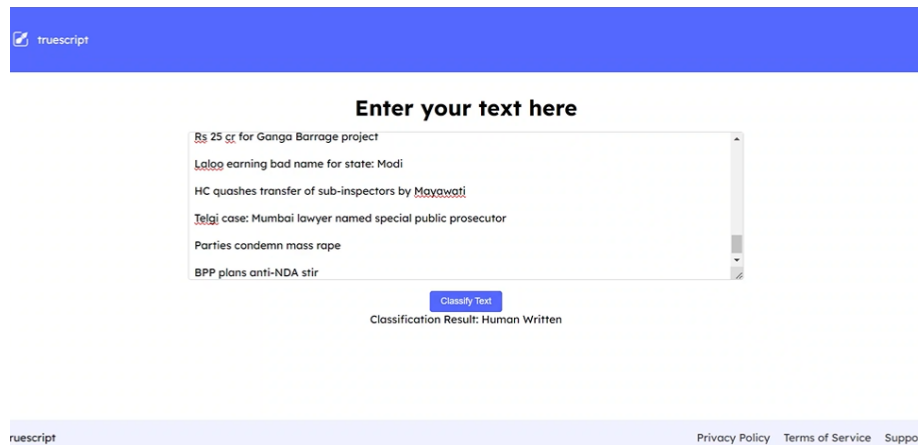 truescript
Enter your text here
Rs 25 cr for Ganga Barrage project
Laloo earning bad name for state: Modi
HC quashes transfer of sub-inspectors by Mayawati
Telgi case: Mumbai lawyer named special public prosecutor
Parties condemn mass rape
BPP plans anti-NDA stir
Classify Text
Classification Result: Human Written
ruescript
Privacy Policy Terms of Service Suppo